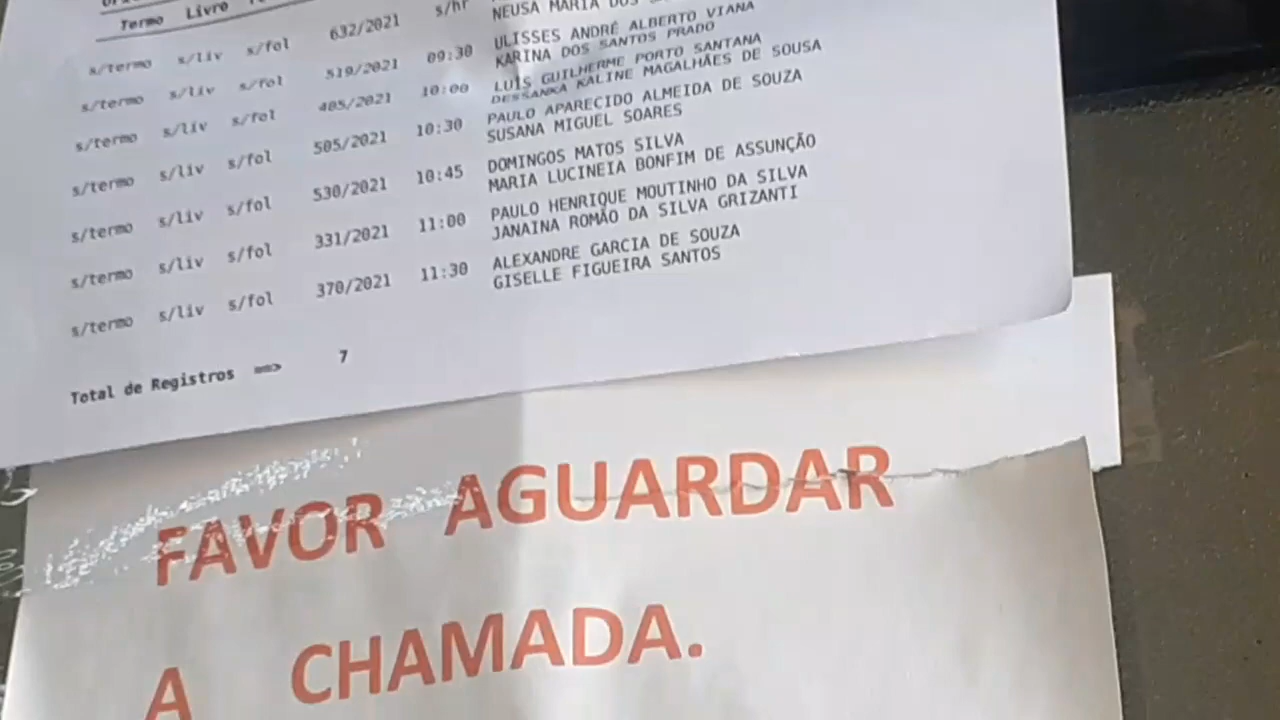 Termo Livro
s/termo s/liv s/fol 632/2021 s/hr NEUSA MARIA DOS
s/termo s/liv s/fol 519/2021 09:30 ULISSES ANDRÉ ALBERTO VIANA
KARINA DOS SANTOS PRADO
s/termo s/liv s/fol 405/2021 10:00 LUÍS GUILHERME PORTO SANTANA
DESSANKA KALINE MAGALHÃES DE SOUSA
s/termo s/liv s/fol 505/2021 10:30 PAULO APARECIDO ALMEIDA DE SOUZA
SUSANA MIGUEL SOARES
s/termo s/liv s/fol 530/2021 10:45 DOMINGOS MATOS SILVA
MARIA LUCINEIA BONFIM DE ASSUNÇÃO
s/termo s/liv s/fol 331/2021 11:00 PAULO HENRIQUE MOUTINHO DA SILVA
JANAINA ROMÃO DA SILVA GRIZANTI
s/termo s/liv s/fol 370/2021 11:30 ALEXANDRE GARCIA DE SOUZA
GISELLE FIGUEIRA SANTOS
Total de Registros ==> 7
FAVOR AGUARDAR
A CHAMADA.